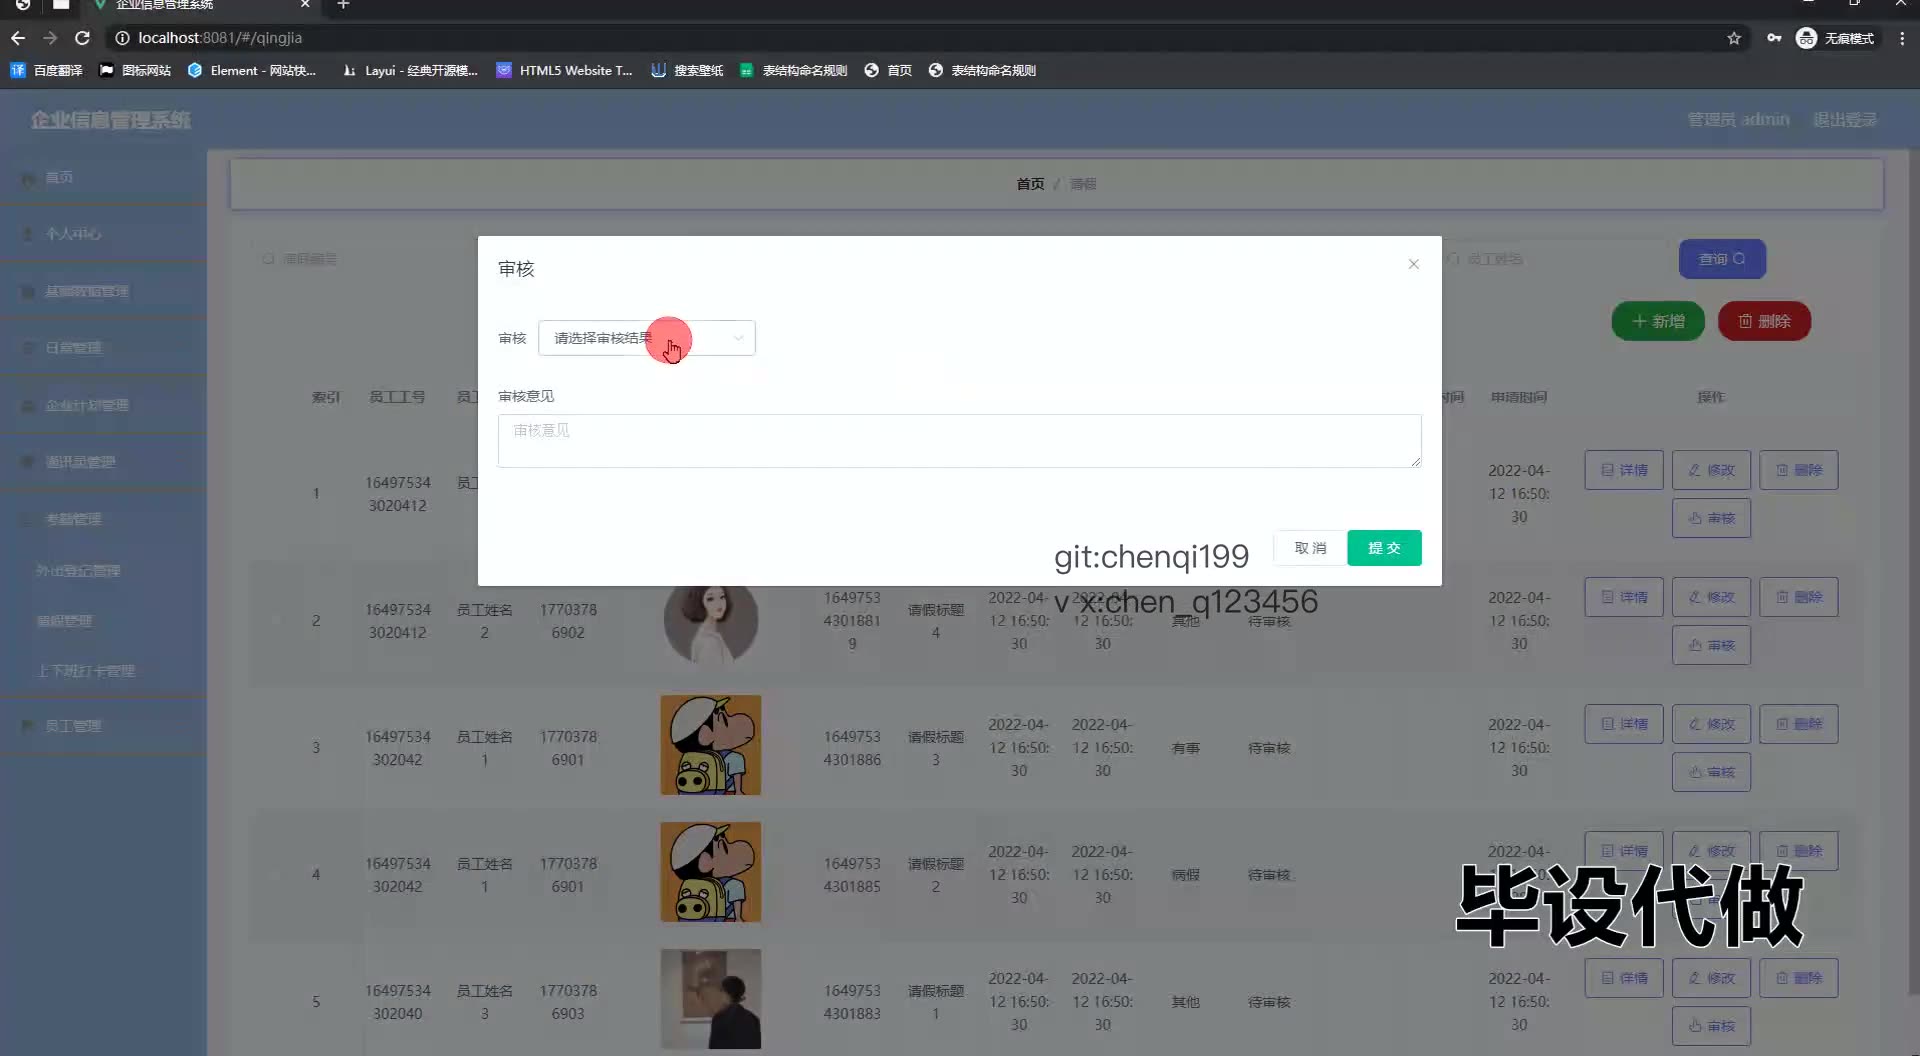 企业信息管理系统
localhost:8081/#/qingjia
无痕模式
百度翻译
图标网站
Element - 网站快...
Layui - 经典开源模...
HTML5 Website T...
搜索壁纸
表结构命名规则
首页
表结构命名规则
企业信息管理系统
管理员 admin
退出登录
首页
个人中心
基础数据管理
日常管理
企业计划管理
通讯录管理
考勤管理
外出登记管理
请假管理
上下班打卡管理
员工管理
首页 / 请假
员工姓名
查询
新增
删除
审核
审核 请选择审核结果
审核意见
审核意见
取 消
提 交
git:chenqi199
v x:chen_q123456
索引 员工工号 员工
时间 申请时间 操作
1 16497534
3020412
员工
2022-04-
12 16:50:
30
详情 修改 删除
审核
2 16497534
3020412
员工姓名
2
1770378
6902
1649753
4301881
9
请假标题
4
2022-04-
12 16:50:
30
2022-04-
12 16:50:
30
其他 待审核
2022-04-
12 16:50:
30
详情 修改 删除
审核
3 16497534
302042
员工姓名
1
1770378
6901
1649753
4301886
请假标题
3
2022-04-
12 16:50:
30
2022-04-
12 16:50:
30
有事 待审核
2022-04-
12 16:50:
30
详情 修改 删除
审核
4 16497534
302042
员工姓名
1
1770378
6901
1649753
4301885
请假标题
2
2022-04-
12 16:50:
30
2022-04-
12 16:50:
30
病假 待审核
2022-04-
12 16:50:
30
详情 修改 删除
毕设代做
5 16497534
302040
员工姓名
3
1770378
6903
1649753
4301883
请假标题
1
2022-04-
12 16:50:
30
2022-04-
12 16:50:
30
其他 待审核
2022-04-
12 16:50:
30
详情 修改 删除
审核